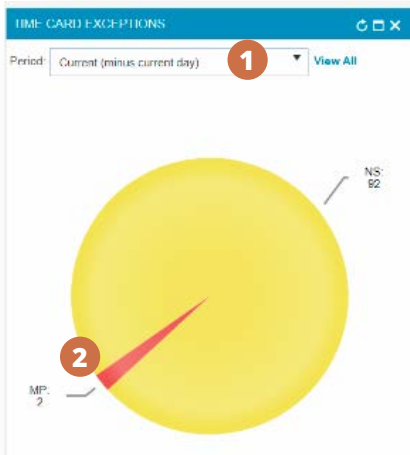 TIME CARD EXCEPTIONS
Period: Current (minus current day) 1 View All
NS:
92
2
MP:
2